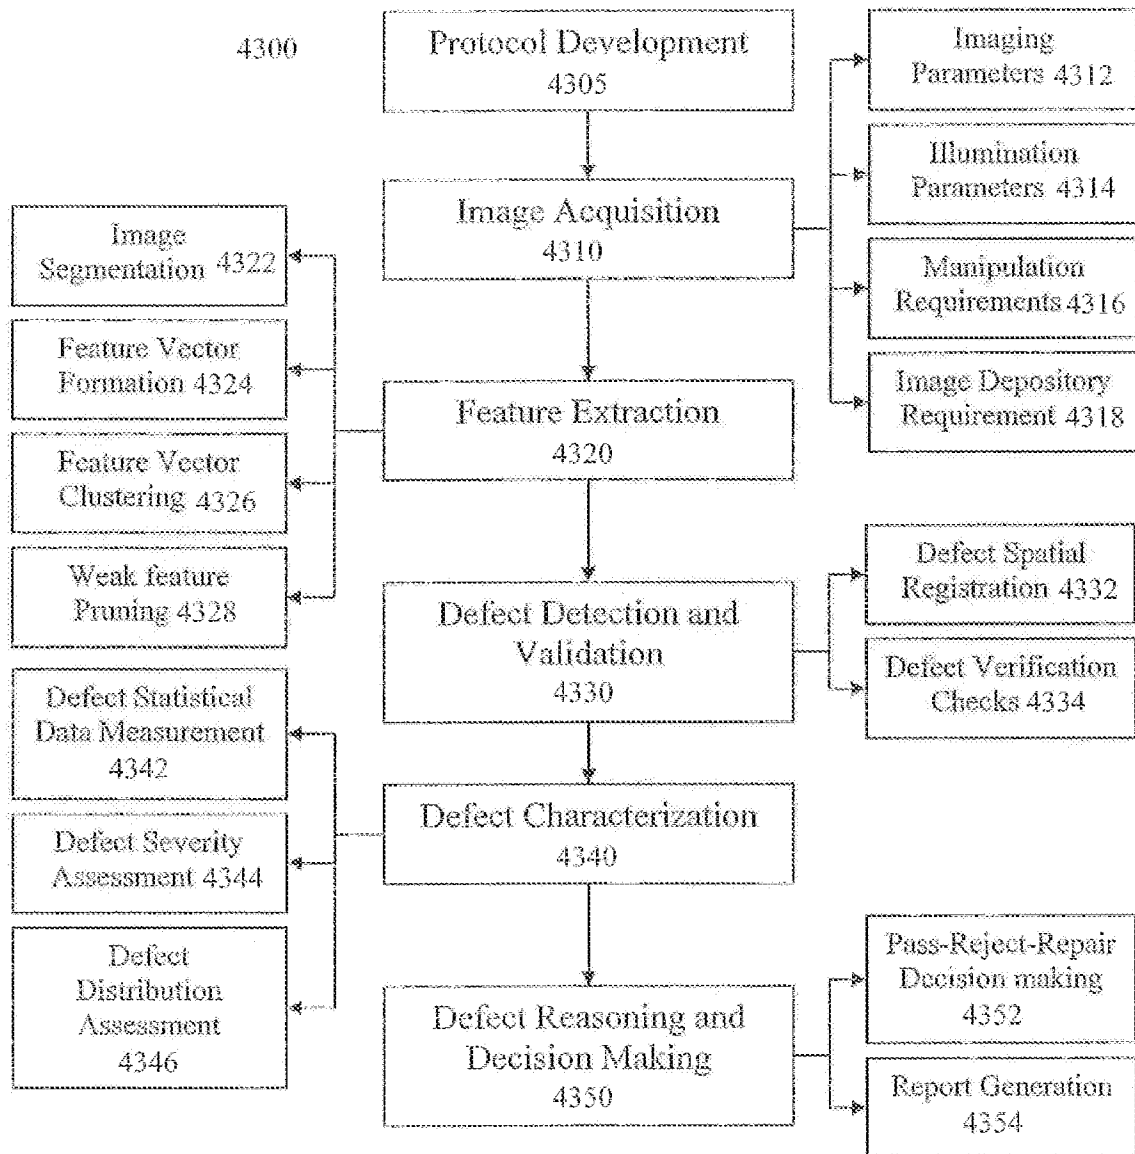 4300
Protocol Development
4305
Imaging
Parameters 4312
Illumination
Parameters 4314
Image Acquisition
4310
Manipulation
Requirements 4316
Image Depository
Requirement 4318
Image
Segmentation 4322
Feature Vector
Formation 4324
Feature Extraction
4320
Feature Vector
Clustering 4326
Weak feature
Pruning 4328
Defect Detection and
Validation
4330
Defect Spatial
Registration 4332
Defect Verification
Checks 4334
Defect Statistical
Data Measurement
4342
Defect Characterization
4340
Defect Severity
Assessment 4344
Defect
Distribution
Assessment
4346
Defect Reasoning and
Decision Making
4350
Pass-Reject-Repair
Decision making
4352
Report Generation
4354